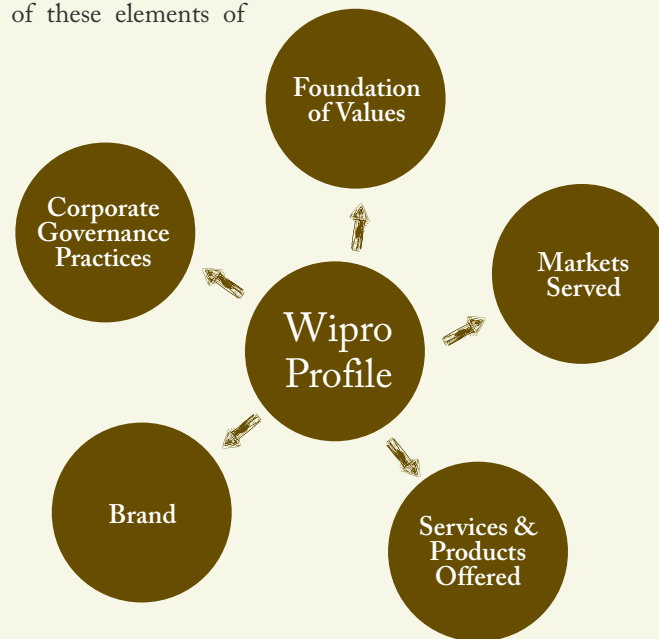 of these elements of
Foundation
of Values
Corporate
Governance
Practices
Markets
Served
Wipro
Profile
Brand
Services &
Products
Offered